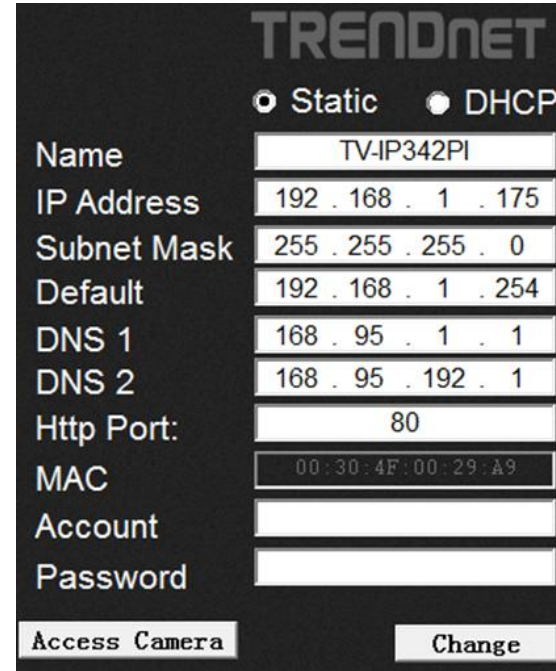 TRENDNET
Static DHCP
Name TV-IP342PI
IP Address 192 . 168 . 1 . 175
Subnet Mask 255 . 255 . 255 . 0
Default 192 . 168 . 1 . 254
DNS 1 168 . 95 . 1 . 1
DNS 2 168 . 95 . 192 . 1
Http Port: 80
MAC 00:30:4F:00:29:A9
Account
Password
Access Camera Change